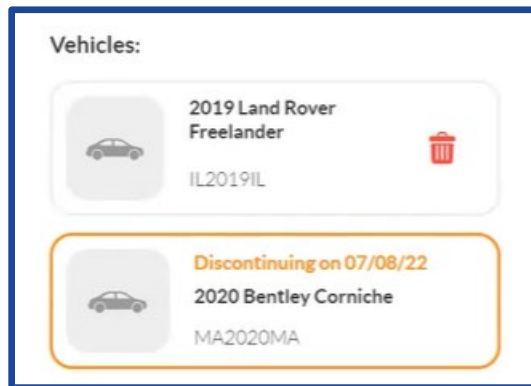 Vehicles:
2019 Land Rover
Freelander
IL2019IL
Discontinuing on 07/08/22
2020 Bentley Corniche
MA2020MA